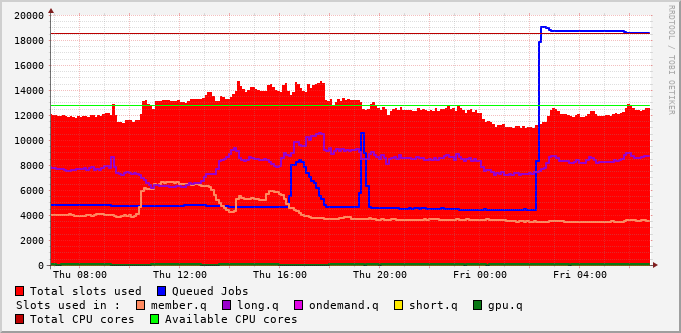 20000
18000
16000
14000
12000
10000
8000
6000
4000
2000
0
Thu 08:00 Thu 12:00 Thu 16:00 Thu 20:00 Fri 00:00 Fri 04:00
RRDTOOL / TOBI OETIKER
Total slots used Queued Jobs
Slots used in : member.q long.q ondemand.q short.q gpu.q
Total CPU cores Available CPU cores